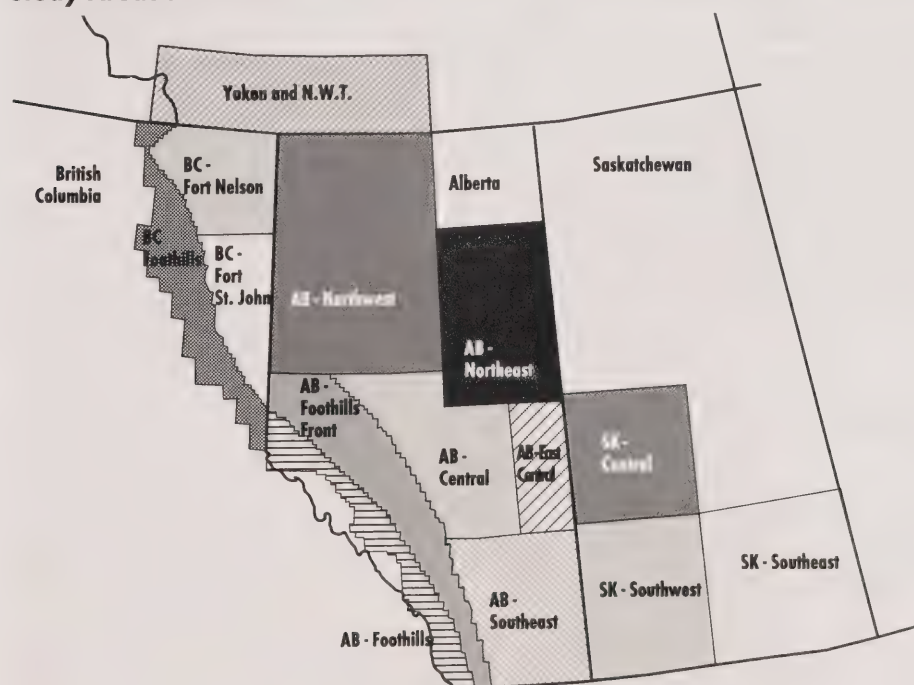 Yukon and N.W.T.
British
Columbia
BC -
Fort Nelson
Alberta
Saskatchewan
BC
Foothills
BC -
Fort
St. John
AB - Northwest
AB -
Northeast
AB -
Foothills
Front
AB -
Central
AB-East
Central
SK -
Central
AB -
Southeast
SK - Southwest
SK - Southeast
AB - Foothills